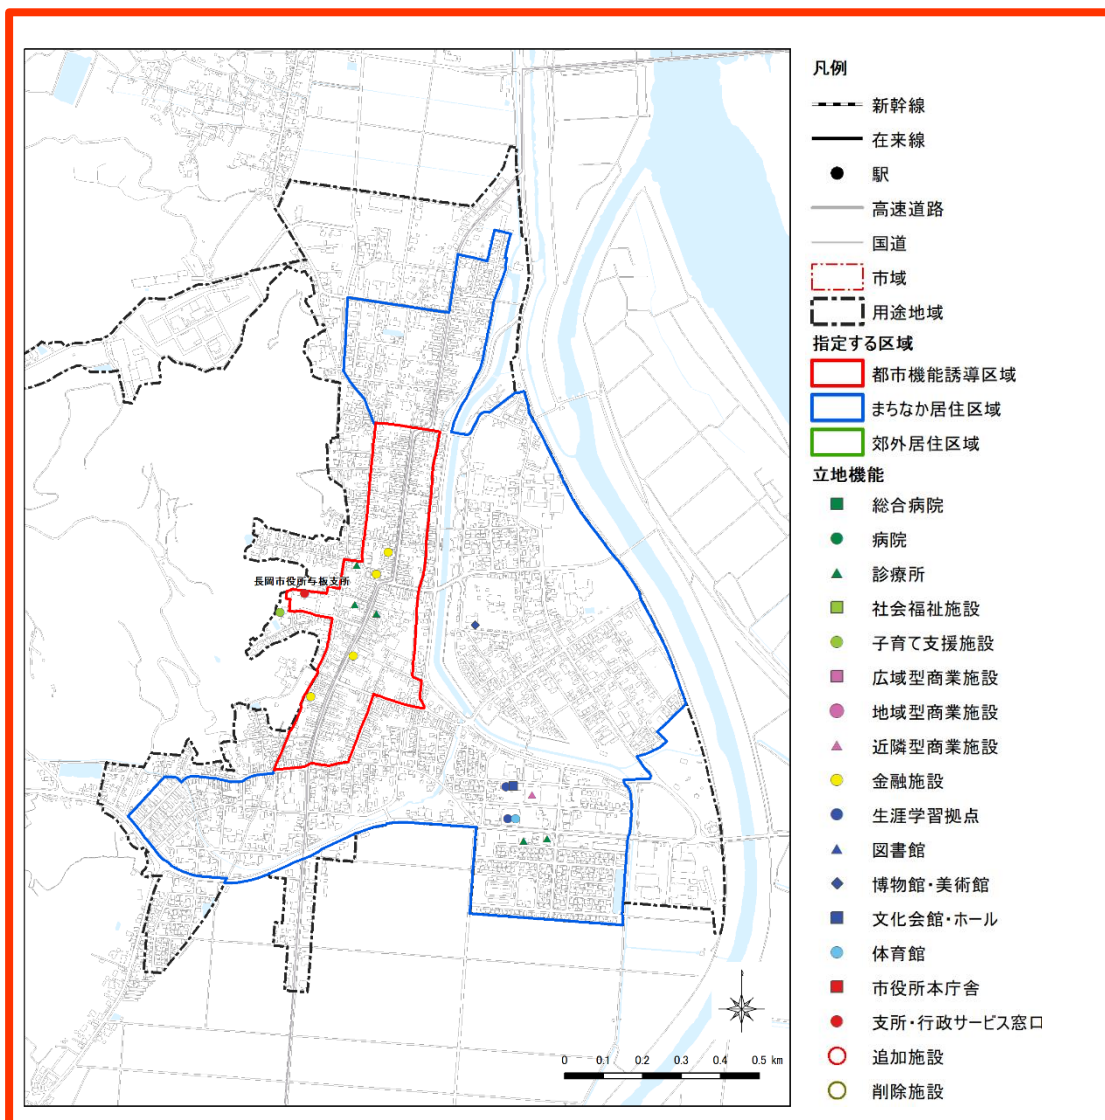 凡例
新幹線
在来線
駅
高速道路
国道
市域
用途地域
指定する区域
都市機能誘導区域
まちなか居住区域
郊外居住区域
立地機能
総合病院
病院
診療所
社会福祉施設
子育て支援施設
広域型商業施設
地域型商業施設
近隣型商業施設
金融施設
生涯学習拠点
図書館
博物館・美術館
文化会館・ホール
体育館
市役所本庁舎
支所・行政サービス窓口
追加施設
削除施設
長岡市役所与板支所
0 0.1 0.2 0.3 0.4 0.5 km